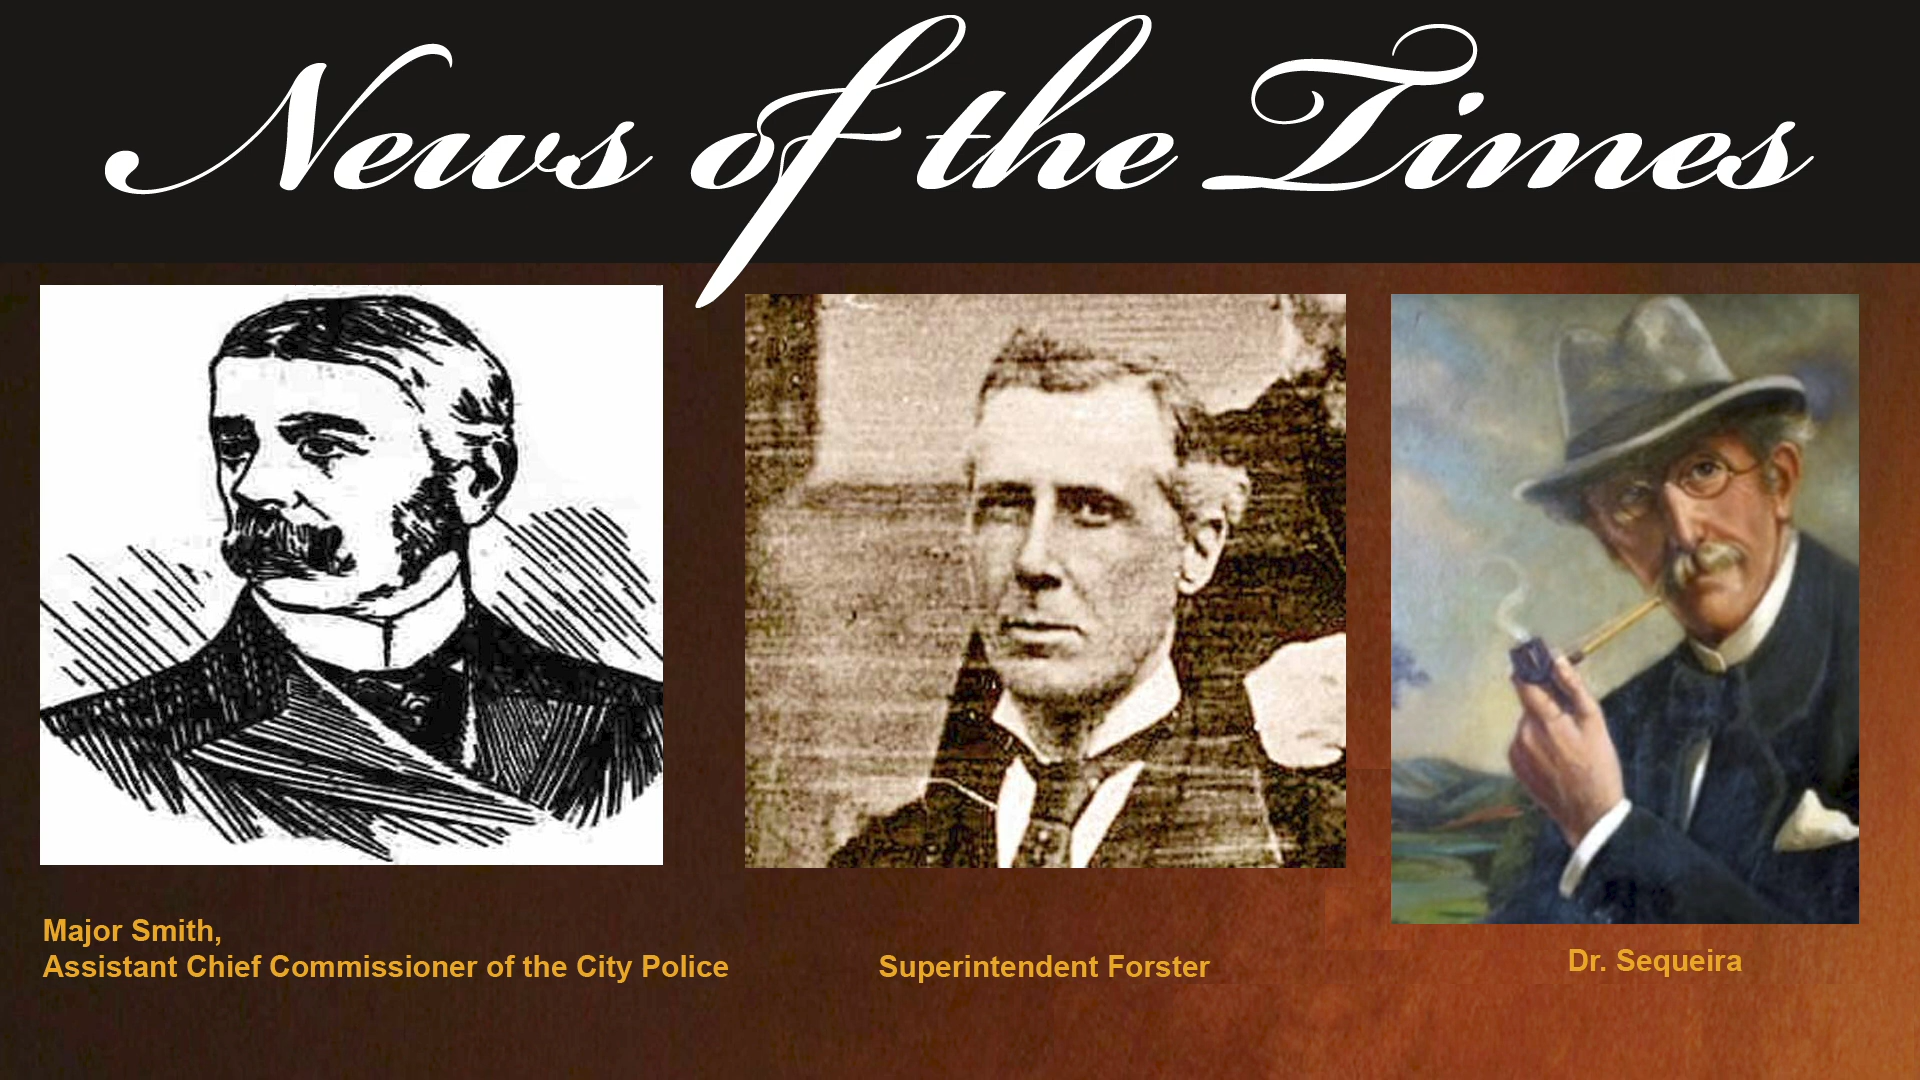 News of the Times
Major Smith,
Assistant Chief Commissioner of the City Police
Superintendent Forster
Dr. Sequeira